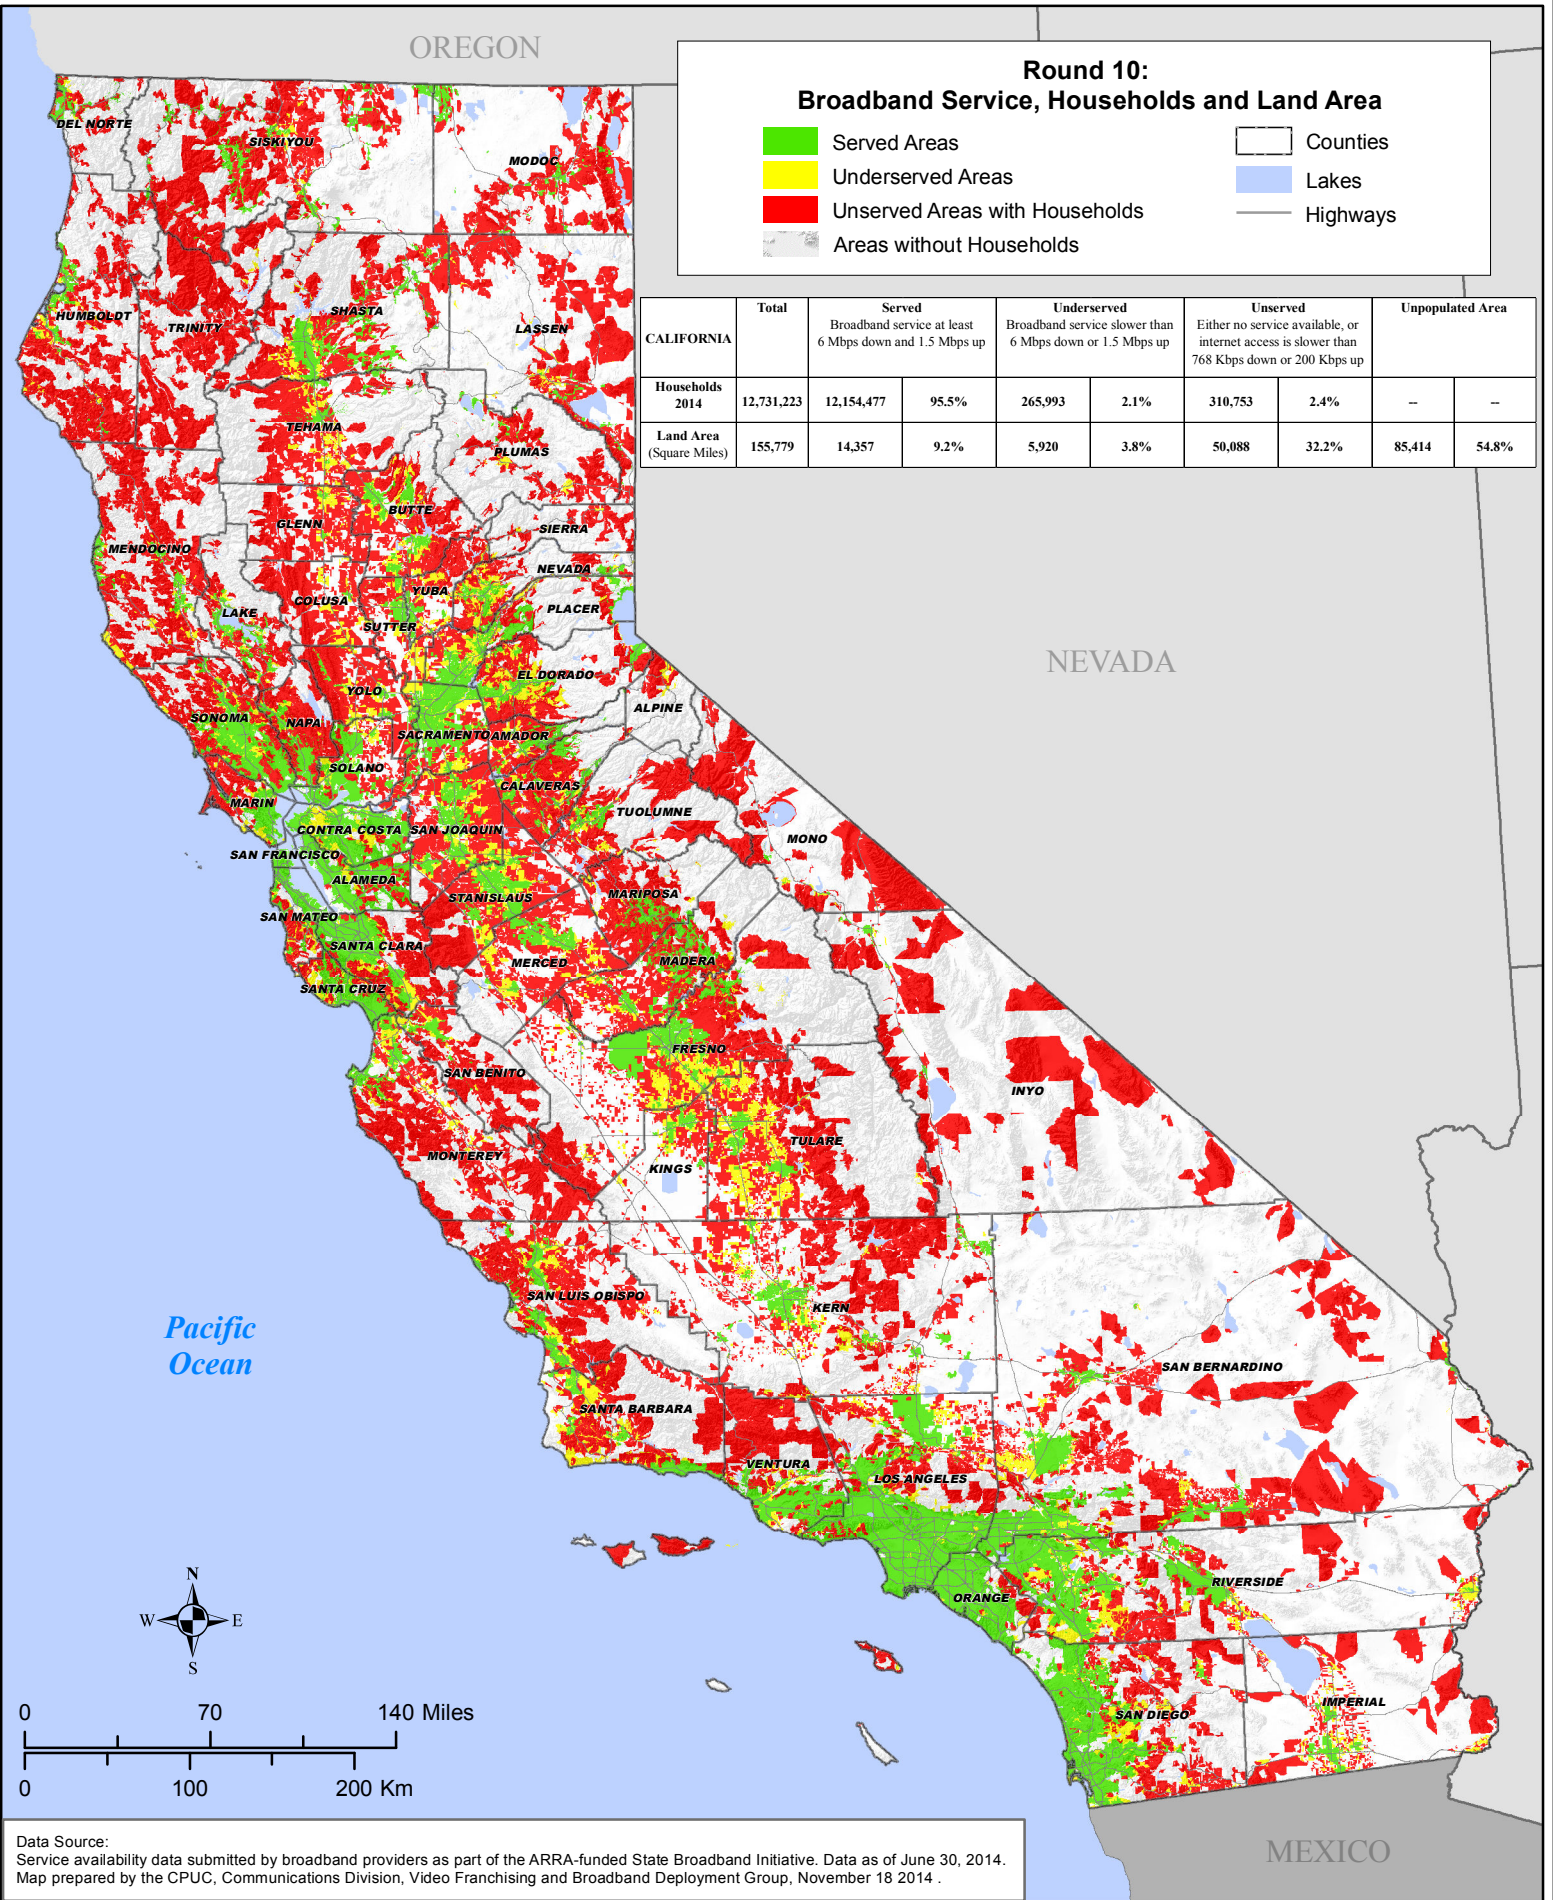 OREGON
Round 10:
Broadband Service, Households and Land Area
Served Areas
Underserved Areas
Unserved Areas with Households
Areas without Households
Counties
Lakes
Highways
CALIFORNIA
Total
Served
Broadband service at least
6 Mbps down and 1.5 Mbps up
Underserved
Broadband service slower than
6 Mbps down or 1.5 Mbps up
Unserved
Either no service available, or
internet access is slower than
768 Kbps down or 200 Kbps up
Unpopulated Area
Households
2014
12,731,223 12,154,477 95.5% 265,993 2.1% 310,753 2.4% -- --
Land Area
(Square Miles)
155,779 14,357 9.2% 5,920 3.8% 50,088 32.2% 85,414 54.8%
DEL NORTE
SISKIYOU
MODOC
HUMBOLDT
TRINITY
SHASTA
LASSEN
TEHAMA
PLUMAS
GLENN
BUTTE
SIERRA
MENDOCINO
NEVADA
COLUSA
YUBA
LAKE
PLACER
SUTTER
NEVADA
EL DORADO
YOLO
ALPINE
SONOMA
NAPA
SACRAMENTO
AMADOR
SOLANO
CALAVERAS
MARIN
TUOLUMNE
CONTRA COSTA
SAN JOAQUIN
MONO
SAN FRANCISCO
ALAMEDA
STANISLAUS
MARIPOSA
SAN MATEO
SANTA CLARA
MERCED
MADERA
SANTA CRUZ
FRESNO
SAN BENITO
INYO
TULARE
MONTEREY
KINGS
SAN LUIS OBISPO
KERN
Pacific
Ocean
SAN BERNARDINO
SANTA BARBARA
VENTURA
LOS ANGELES
RIVERSIDE
ORANGE
N
W
E
S
IMPERIAL
SAN DIEGO
0 70 140 Miles
0 100 200 Km
MEXICO
Data Source:
Service availability data submitted by broadband providers as part of the ARRA-funded State Broadband Initiative. Data as of June 30, 2014.
Map prepared by the CPUC, Communications Division, Video Franchising and Broadband Deployment Group, November 18 2014 .